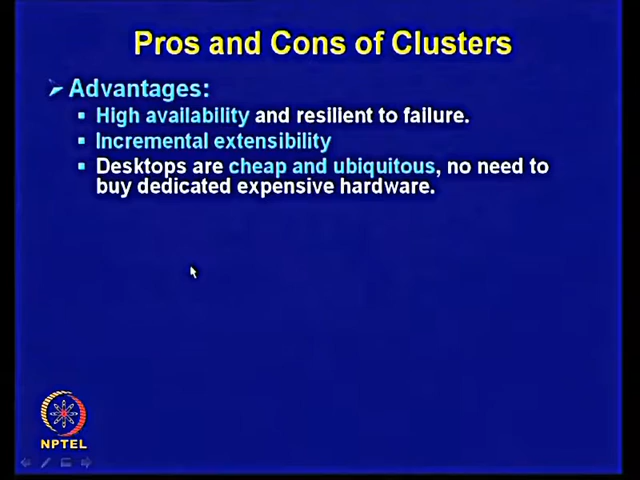 Pros and Cons of Clusters
Advantages:
High availability and resilient to failure.
Incremental extensibility
Desktops are cheap and ubiquitous, no need to
buy dedicated expensive hardware.
NPTEL